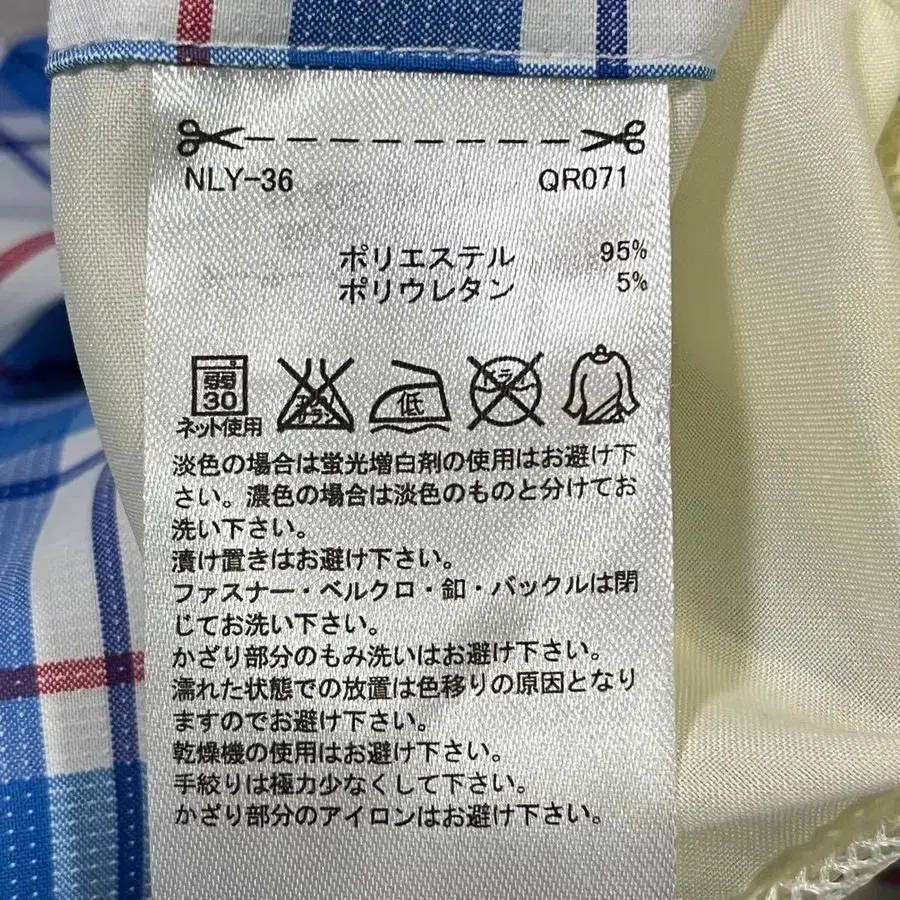 NLY-36 QR071
ポリエステル 95%
ポリウレタン 5%
弱 低
30
ネット使用
淡色の場合は蛍光増白剤の使用はお避け下
さい。濃色の場合は淡色のものと分けてお
洗い下さい。
漬け置きはお避け下さい。
ファスナー・ベルクロ・釦・バックルは閉
じてお洗い下さい。
かざり部分のもみ洗いはお避け下さい。
濡れた状態での放置は色移りの原因となり
ますのでお避け下さい。
乾燥機の使用はお避け下さい。
手絞りは極力少なくして下さい。
かざり部分のアイロンはお避け下さい。